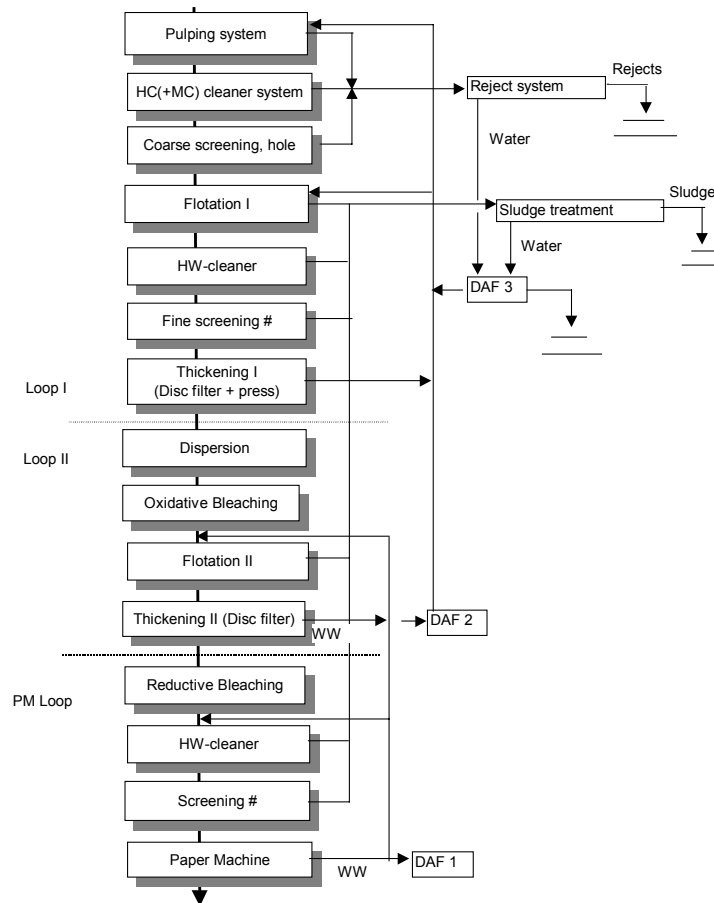 Pulping system
HC(+MC) cleaner system
Reject system
Rejects
Coarse screening, hole
Water
Flotation I
Sludge treatment
Sludge
HW-cleaner
Water
DAF 3
Fine screening #
Thickening I
(Disc filter + press)
Loop I
Loop II
Dispersion
Oxidative Bleaching
Flotation II
Thickening II (Disc filter)
WW
DAF 2
Reductive Bleaching
PM Loop
HW-cleaner
Screening #
Paper Machine
WW
DAF 1